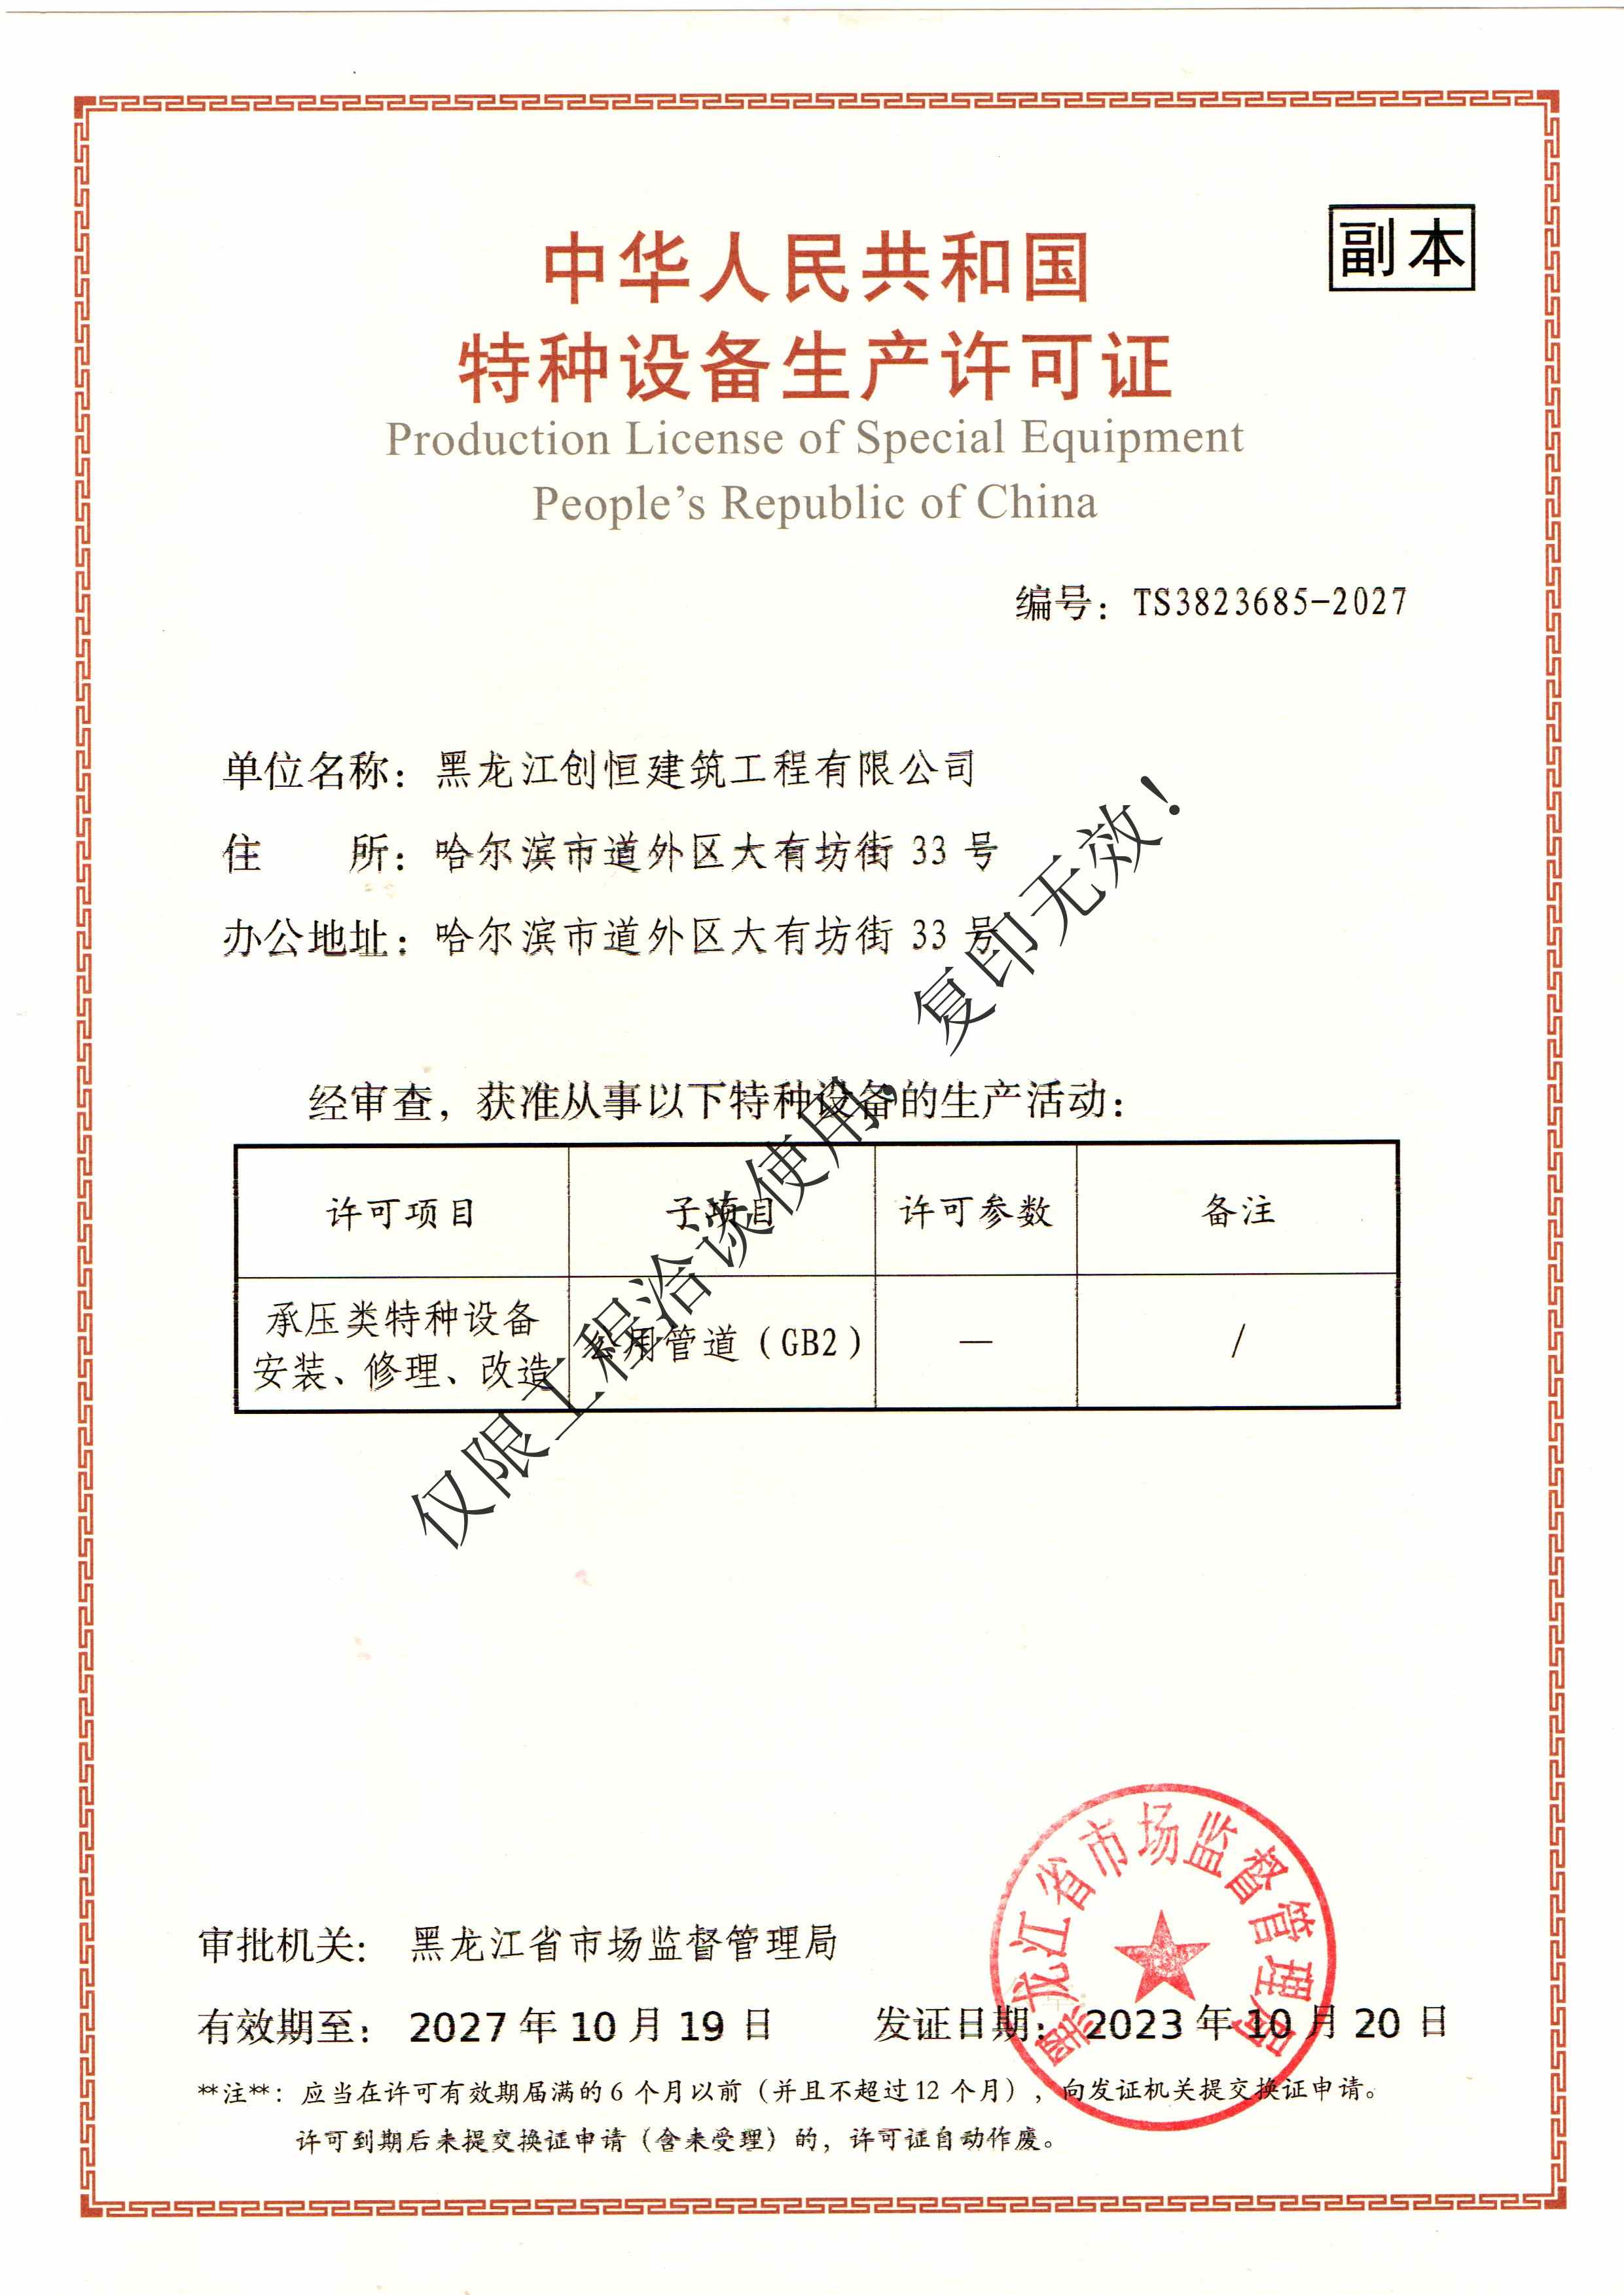 副本
中华人民共和国
特种设备生产许可证
Production License of Special Equipment
People’s Republic of China
编号：TS3823685-2027
单位名称：黑龙江创恒建筑工程有限公司
住 所：哈尔滨市道外区大有坊街 33 号
办公地址：哈尔滨市道外区大有坊街 33 号
经审查，获准从事以下特种设备的生产活动：
许可项目 子项目 许可参数 备注
承压类特种设备
安装、修理、改造 公用管道（GB2） — /
仅限工程洽谈使用，复印无效！
黑龙江省市场监督管理局
审批机关： 黑龙江省市场监督管理局
有效期至： 2027 年 10 月 19 日 发证日期： 2023 年 10 月 20 日
**注**：应当在许可有效期届满的 6 个月以前（并且不超过 12 个月），向发证机关提交换证申请。
许可到期后未提交换证申请（含未受理）的，许可证自动作废。